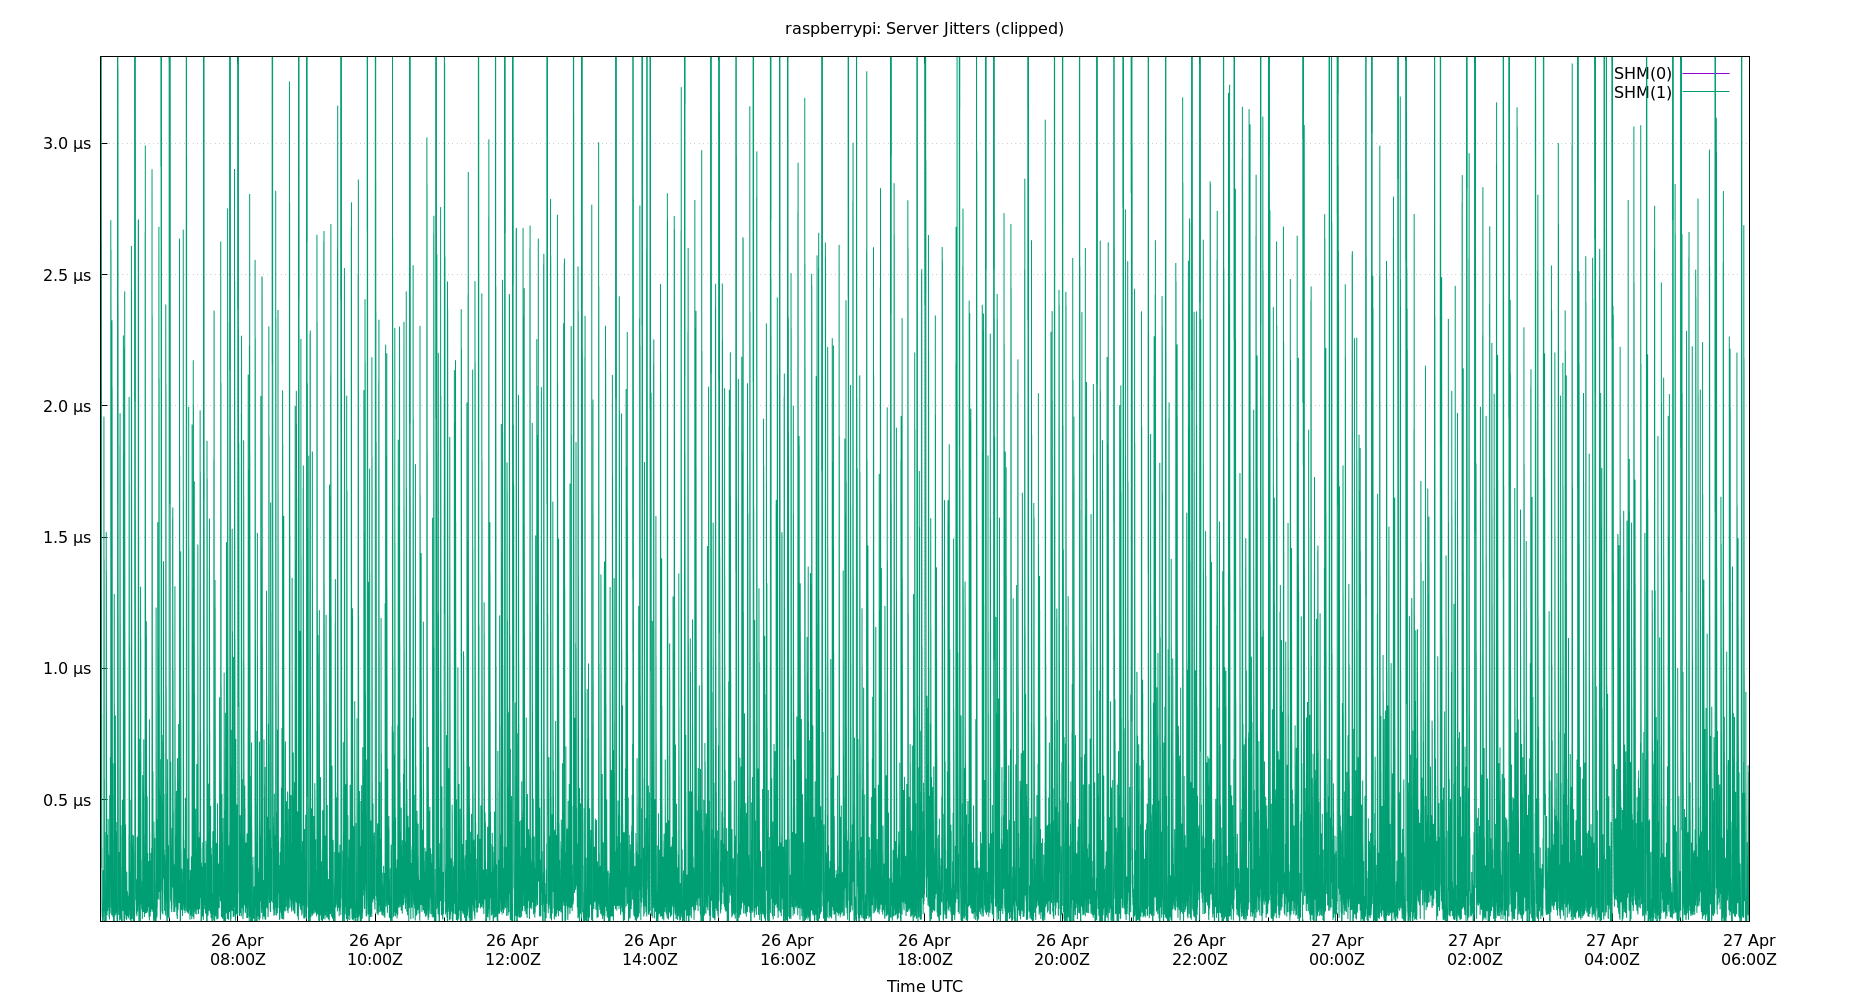 raspberrypi: Server Jitters (clipped)
SHM(0)
SHM(1)
3.0 µs
2.5 µs
2.0 µs
1.5 µs
1.0 µs
0.5 µs
26 Apr 26 Apr 26 Apr 26 Apr 26 Apr 26 Apr 26 Apr 26 Apr 27 Apr 27 Apr 27 Apr 27 Apr
08:00Z 10:00Z 12:00Z 14:00Z 16:00Z 18:00Z 20:00Z 22:00Z 00:00Z 02:00Z 04:00Z 06:00Z
Time UTC